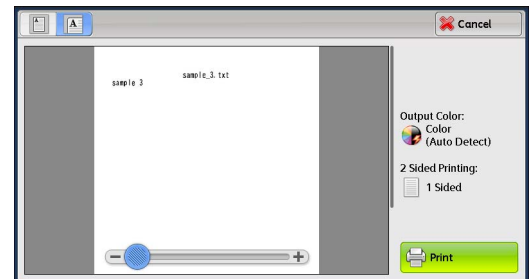 A
A
Cancel
sample 3
sample_3.txt
Output Color:
Color
(Auto Detect)
2 Sided Printing:
1 Sided
Print